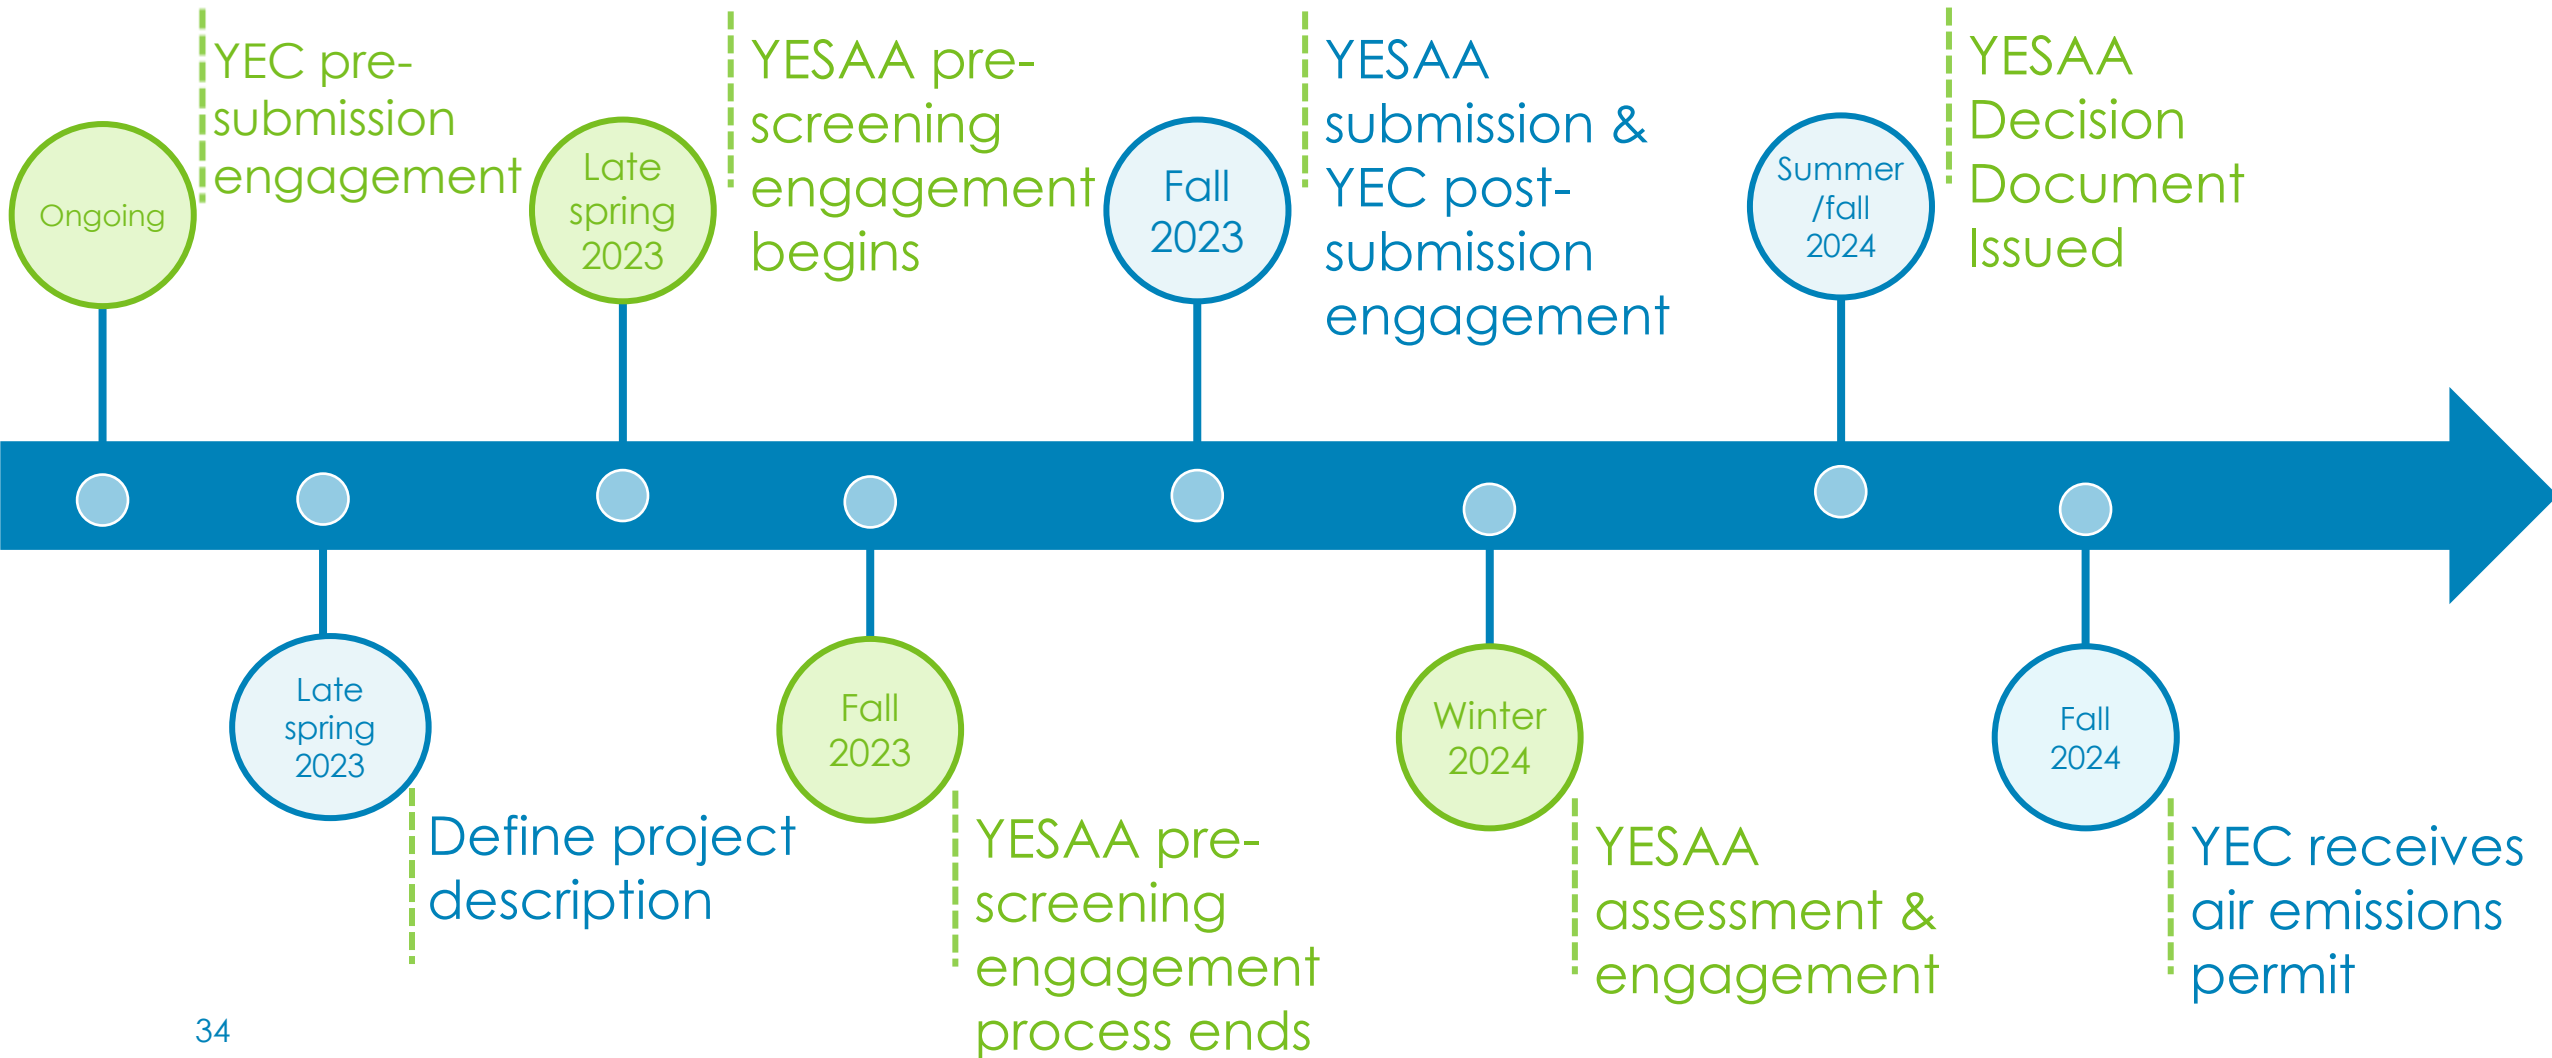 Ongoing
YEC pre-
submission
engagement
Late
spring
2023
Define project
description
Late
spring
2023
YESAA pre-
screening
engagement
begins
Fall
2023
YESAA pre-
screening
engagement
process ends
Fall
2023
YESAA
submission &
YEC post-
submission
engagement
Winter
2024
YESAA
assessment &
engagement
Summer
/fall
2024
YESAA
Decision
Document
Issued
Fall
2024
YEC receives
air emissions
permit
34